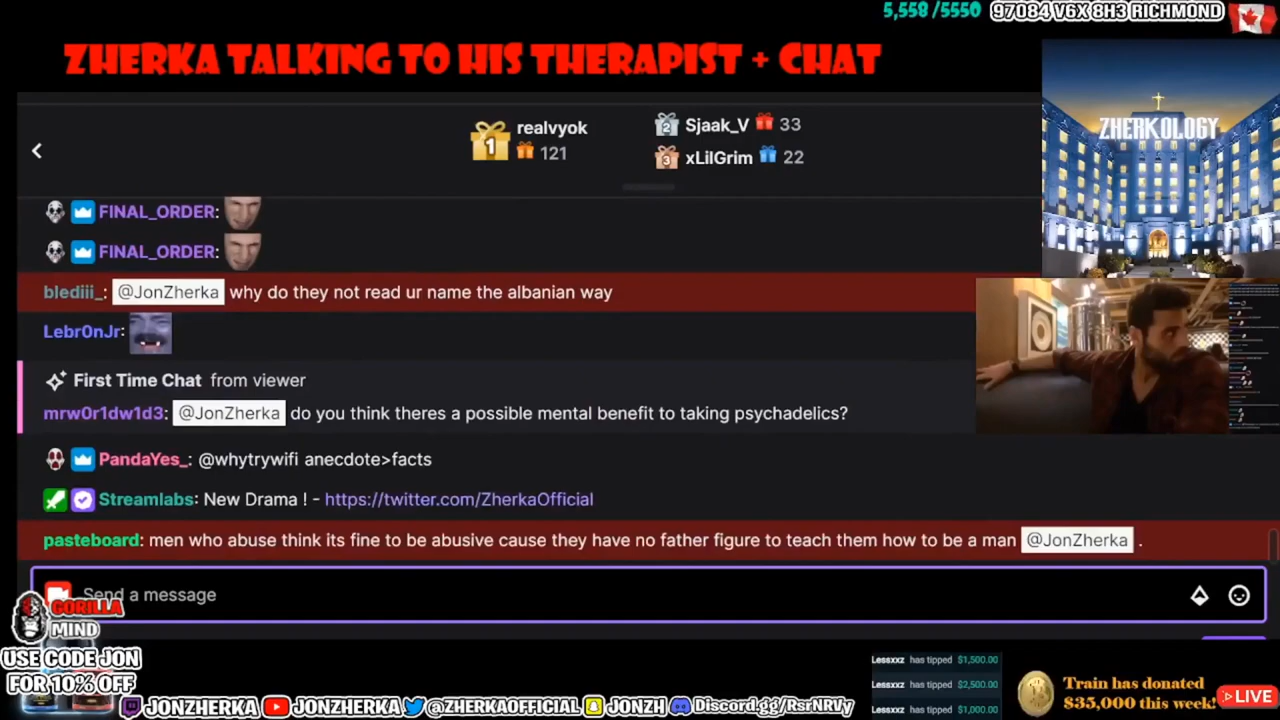 5,558 /5550
97084 V6X 8H3 RICHMOND
ZHERKA TALKING TO HIS THERAPIST + CHAT
ZHERKOLOGY
1
realvyok
121
2
Sjaak_V
33
3
xLilGrim
22
FINAL_ORDER:
FINAL_ORDER:
blediii_: @JonZherka why do they not read ur name the albanian way
Lebr0nJr:
First Time Chat from viewer
mrw0r1dw1d3: @JonZherka do you think theres a possible mental benefit to taking psychadelics?
PandaYes_: @whytrywifi anecdote>facts
Streamlabs: New Drama ! - https://twitter.com/ZherkaOfficial
pasteboard: men who abuse think its fine to be abusive cause they have no father figure to teach them how to be a man @JonZherka .
Send a message
GORILLA
MIND
USE CODE JON
FOR 10% OFF
JONZHERKA
JONZHERKA
@ZHERKAOFFICIAL
JONZH
Discord.gg/RsrNRVy
Lessxxz has tipped $1,500.00
Lessxxz has tipped $2,500.00
Lessxxz has tipped $1,000.00
Train has donated
$35,000 this week!
LIVE